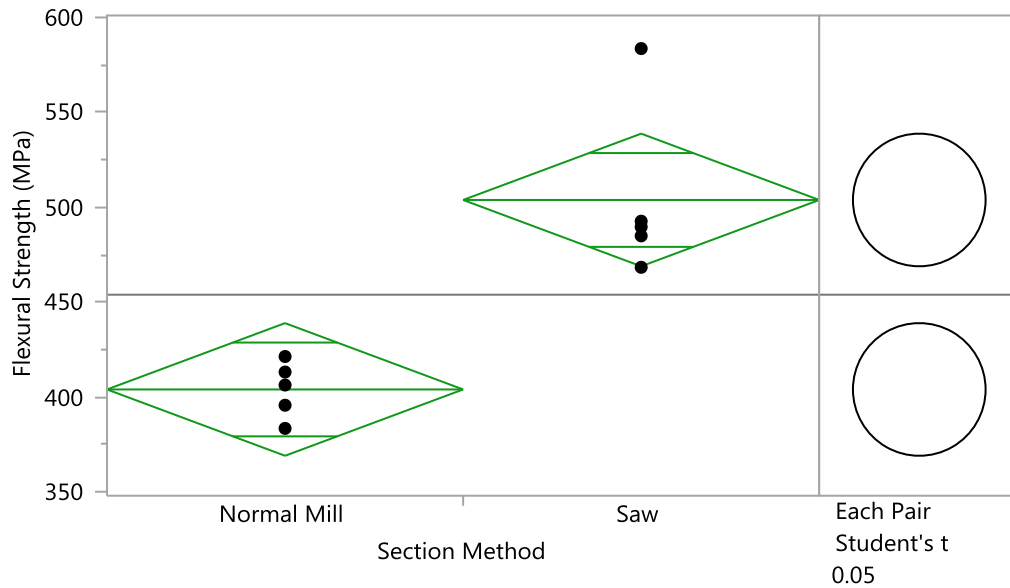 Flexural Strength (MPa)
600
550
500
450
400
350
Normal Mill
Saw
Section Method
Each Pair
Student's t
0.05